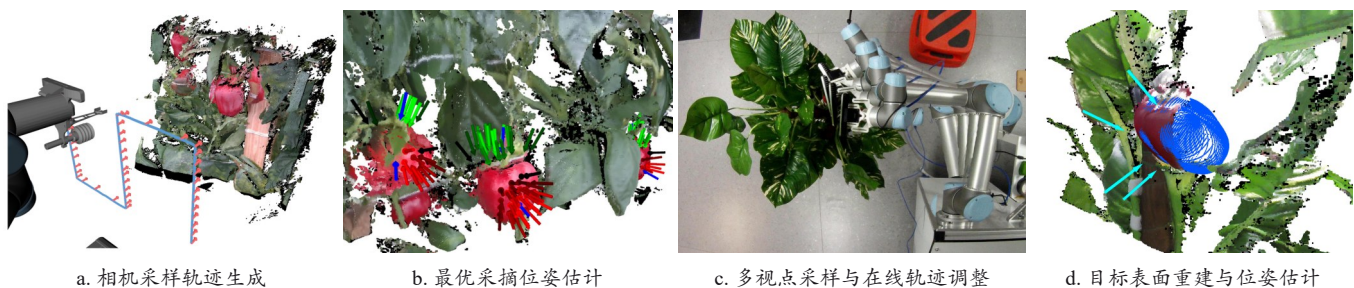 a. 相机采样轨迹生成
b. 最优采摘位姿估计
c. 多视点采样与在线轨迹调整
d. 目标表面重建与位姿估计